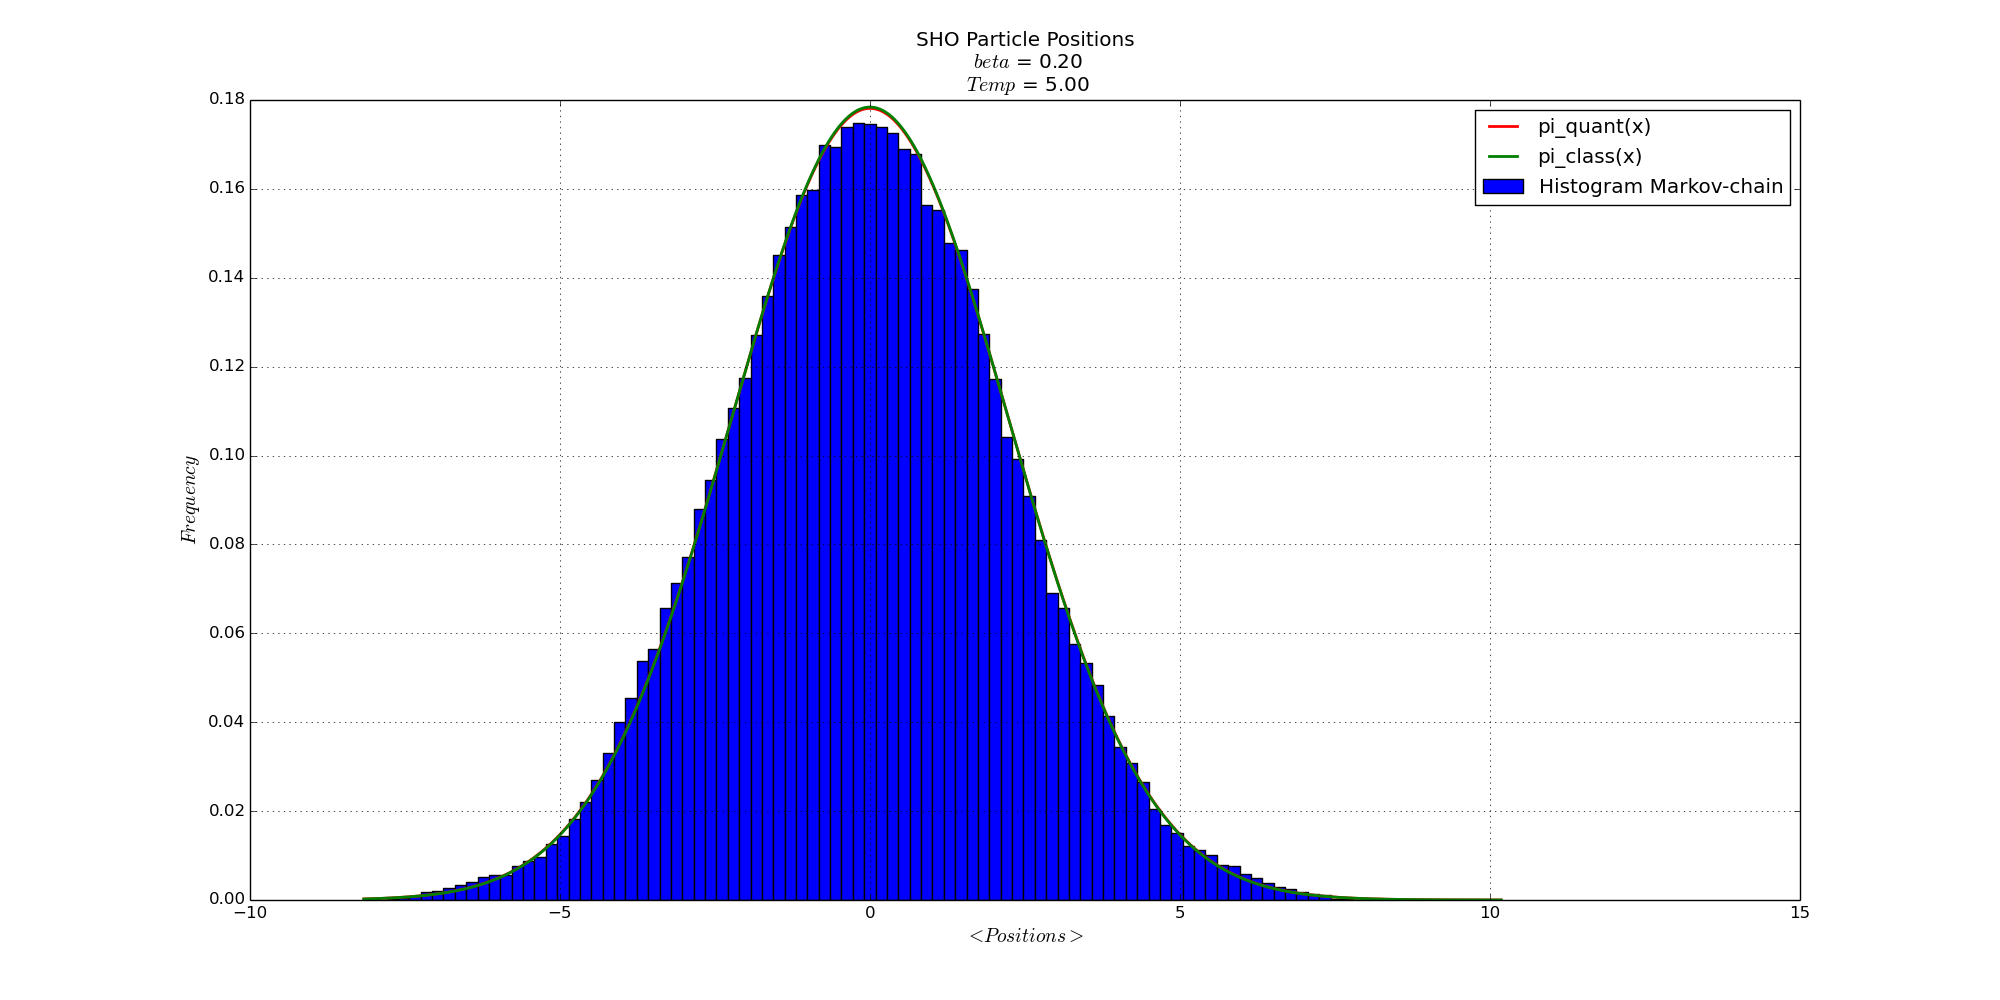 SHO Particle Positions
beta = 0.20
Temp = 5.00
pi_quant(x)
pi_class(x)
Histogram Markov-chain
Frequency
0.18
0.16
0.14
0.12
0.10
0.08
0.06
0.04
0.02
0.00
−10
−5
0
5
10
15
<Positions>